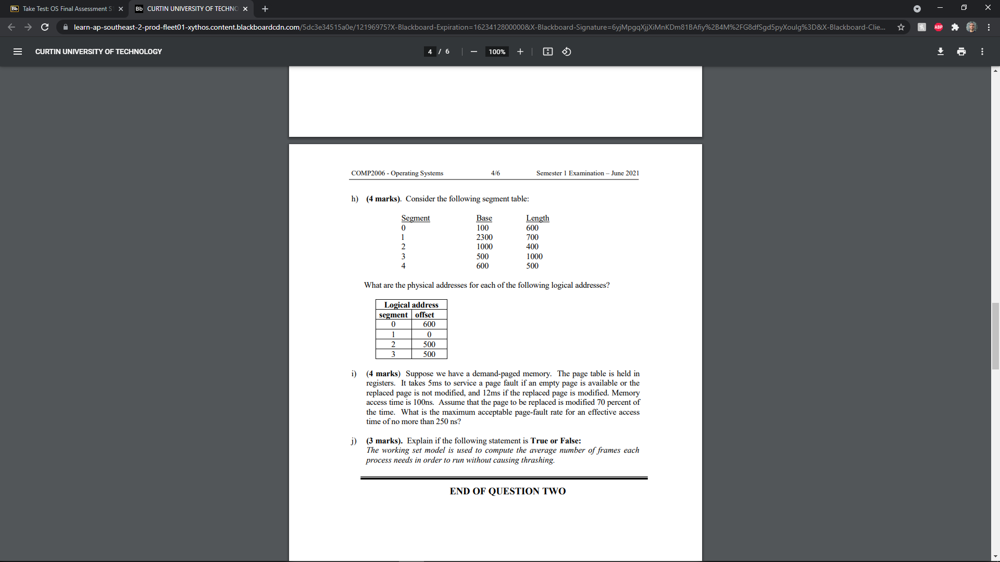 Take Test: OS Final Assessment S
CURTIN UNIVERSITY OF TECHNO
learn-ap-southeast-2-prod-fleet01-xythos.content.blackboardcdn.com/5dc3e34515a0e/12196975?X-Blackboard-Expiration=1623412800000&X-Blackboard-Signature=6yjMpgqXjjXiMnKDm81BAfiy%2B4M%2FG8dfSgd5pyXoulg%3D&X-Blackboard-Clie...
ABP
CURTIN UNIVERSITY OF TECHNOLOGY
4 / 6
100%
COMP2006 - Operating Systems 4/6 Semester 1 Examination – June 2021
h) (4 marks). Consider the following segment table:
Segment Base Length
0 100 600
1 2300 700
2 1000 400
3 500 1000
4 600 500
What are the physical addresses for each of the following logical addresses?
Logical address
segment offset
0 600
1 0
2 500
3 500
i) (4 marks) Suppose we have a demand-paged memory. The page table is held in
registers. It takes 5ms to service a page fault if an empty page is available or the
replaced page is not modified, and 12ms if the replaced page is modified. Memory
access time is 100ns. Assume that the page to be replaced is modified 70 percent of
the time. What is the maximum acceptable page-fault rate for an effective access
time of no more than 250 ns?
j) (3 marks). Explain if the following statement is True or False:
The working set model is used to compute the average number of frames each
process needs in order to run without causing thrashing.
END OF QUESTION TWO